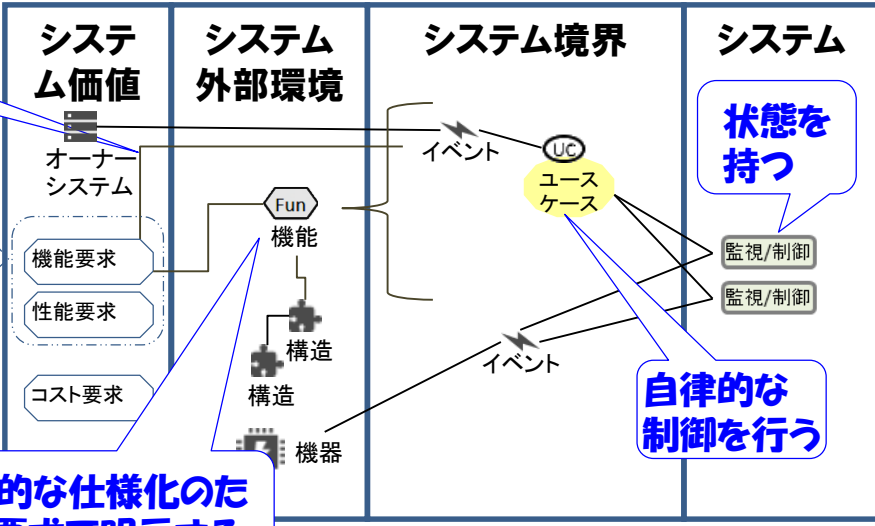 システ
ム価値
システム
外部環境
システム境界
システム
オーナー
システム
イベント
UC
ユース
ケース
状態を
持つ
Fun
機能
機能要求
性能要求
コスト要求
構造
構造
機器
イベント
監視/制御
監視/制御
自律的な
制御を行う
的な仕様化のた